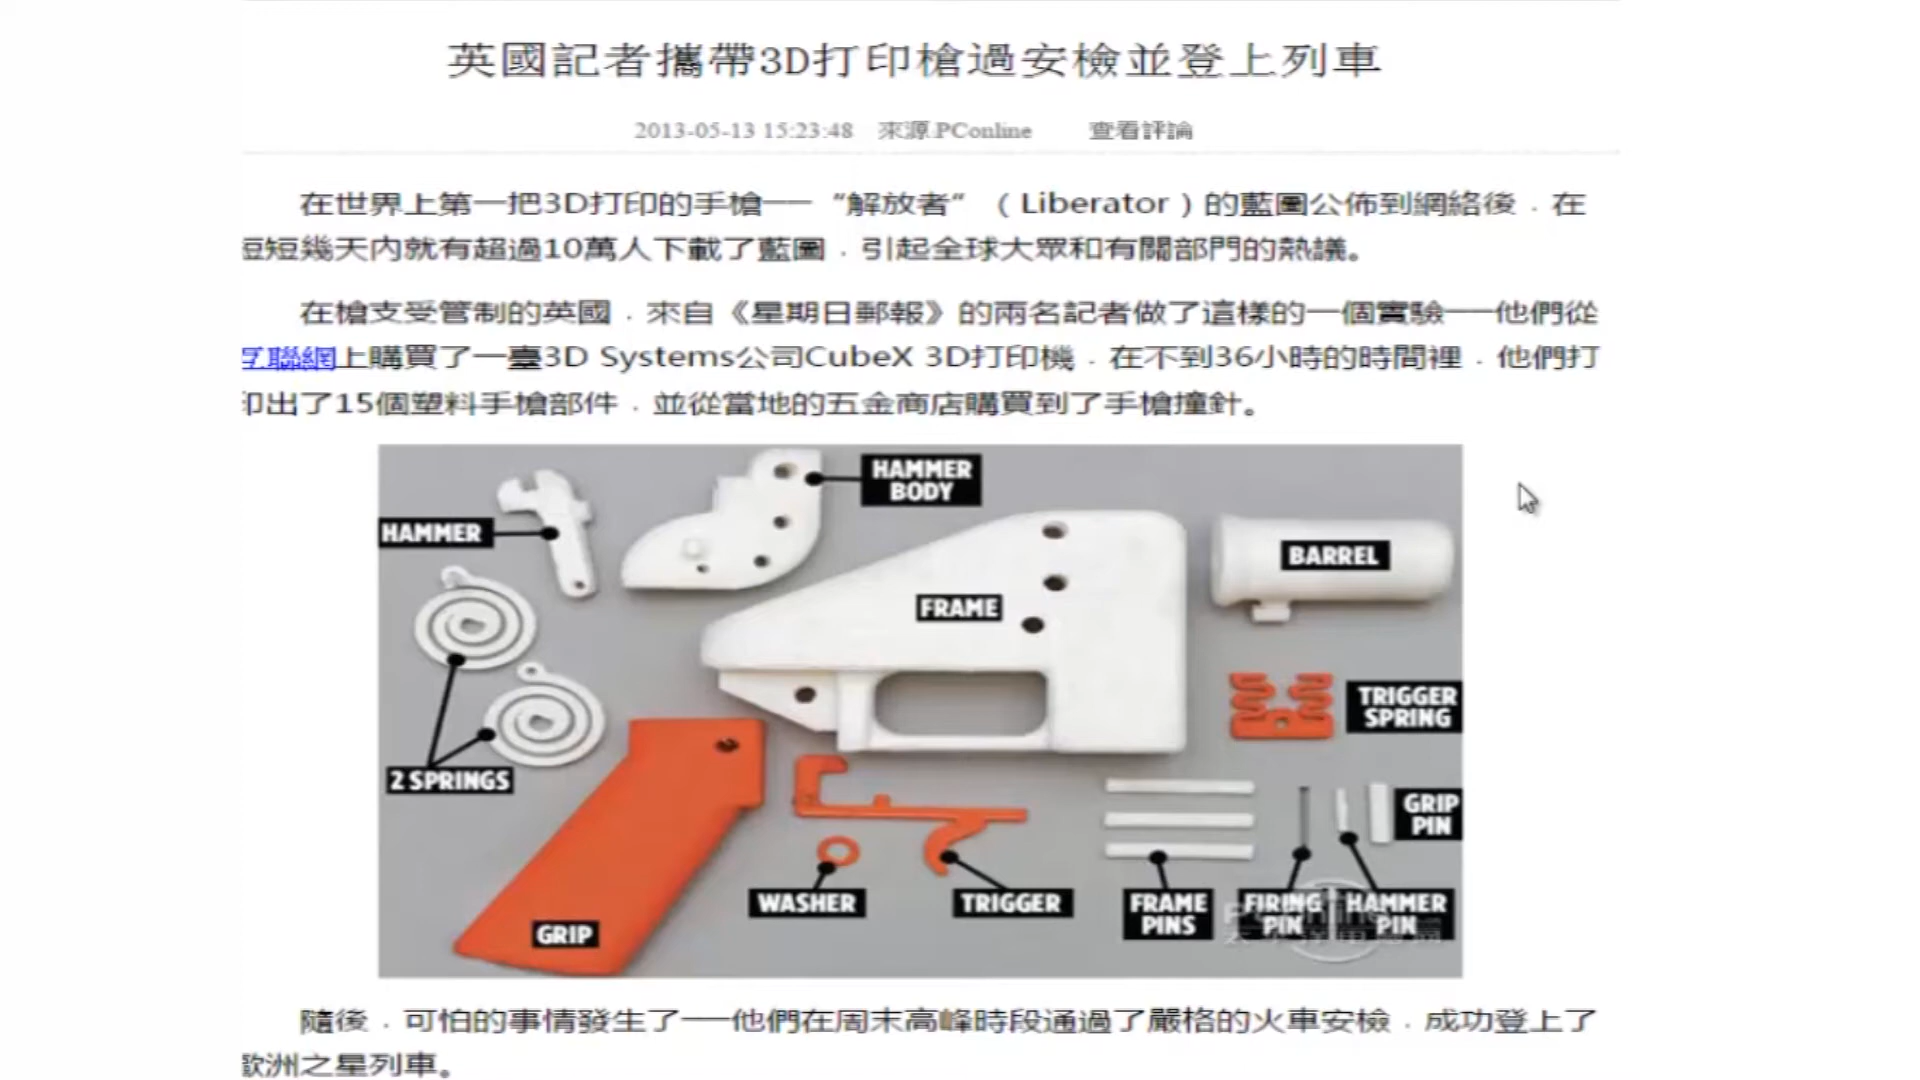 英國記者攜帶3D打印槍過安檢並登上列車
2013-05-13 15:23:48 來源:PConline 查看評論
在世界上第一把3D打印的手槍──“解放者”(Liberator)的藍圖公佈到網絡後，在
短短幾天內就有超過10萬人下載了藍圖，引起全球大眾和有關部門的熱議。
在槍支受管制的英國，來自《星期日郵報》的兩名記者做了這樣的一個實驗──他們從
互聯網上購買了一臺3D Systems公司CubeX 3D打印機，在不到36小時的時間裡，他們打
印出了15個塑料手槍部件，並從當地的五金商店購買到了手槍撞針。
HAMMER
BODY
HAMMER
BARREL
FRAME
TRIGGER
SPRING
2 SPRINGS
GRIP
PIN
WASHER
TRIGGER
FRAME
PINS
FIRING
PIN
HAMMER
PIN
GRIP
隨後，可怕的事情發生了──他們在周末高峰時段通過了嚴格的火車安檢，成功登上了
歐洲之星列車。